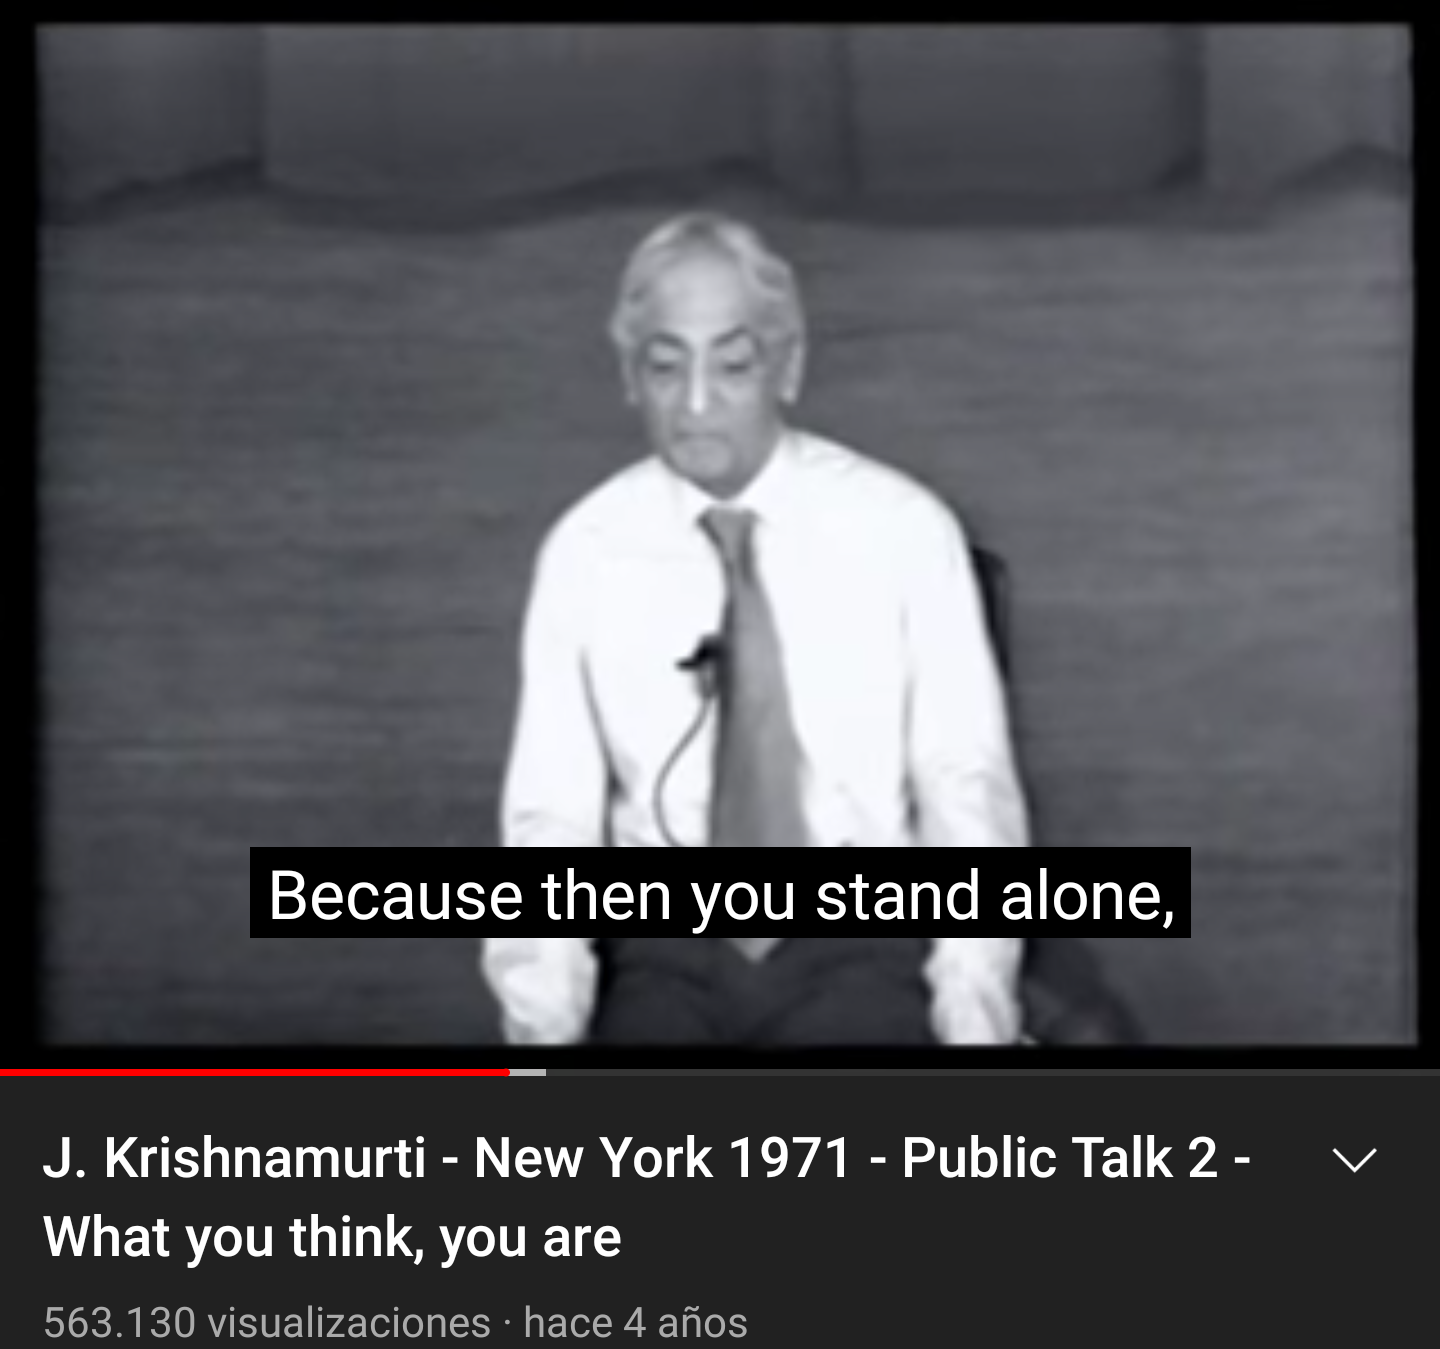 Because then you stand alone,
J. Krishnamurti - New York 1971 - Public Talk 2 -
What you think, you are
563.130 visualizaciones · hace 4 años